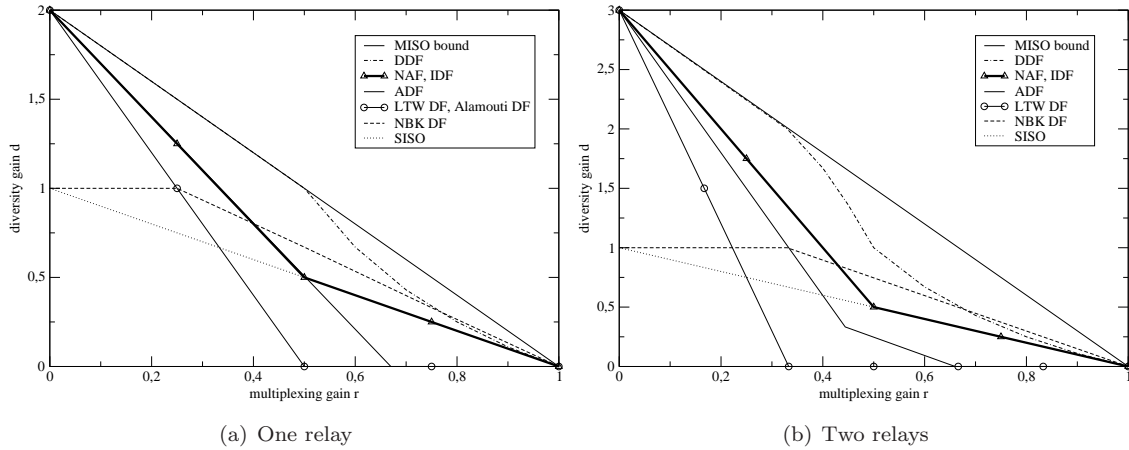 2
1,5
1
0,5
0
diversity gain d
0
0,2
0,4
0,6
0,8
1
multiplexing gain r
MISO bound
DDF
NAF, IDF
ADF
LTW DF, Alamouti DF
NBK DF
SISO
(a) One relay
3
2,5
2
1,5
1
0,5
0
diversity gain d
0
0,2
0,4
0,6
0,8
1
multiplexing gain r
MISO bound
DDF
NAF, IDF
ADF
LTW DF
NBK DF
SISO
(b) Two relays